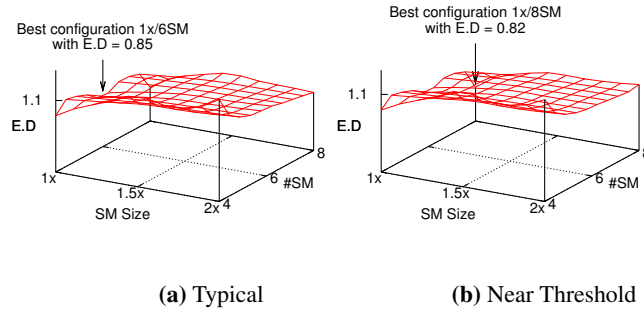 Best configuration 1x/6SM
with E.D = 0.85
1.1
E.D
1x
1.5x
SM Size
2x
4
6
#SM
8
(a) Typical
Best configuration 1x/8SM
with E.D = 0.82
1.1
E.D
1x
1.5x
SM Size
2x
4
6
#SM
8
(b) Near Threshold